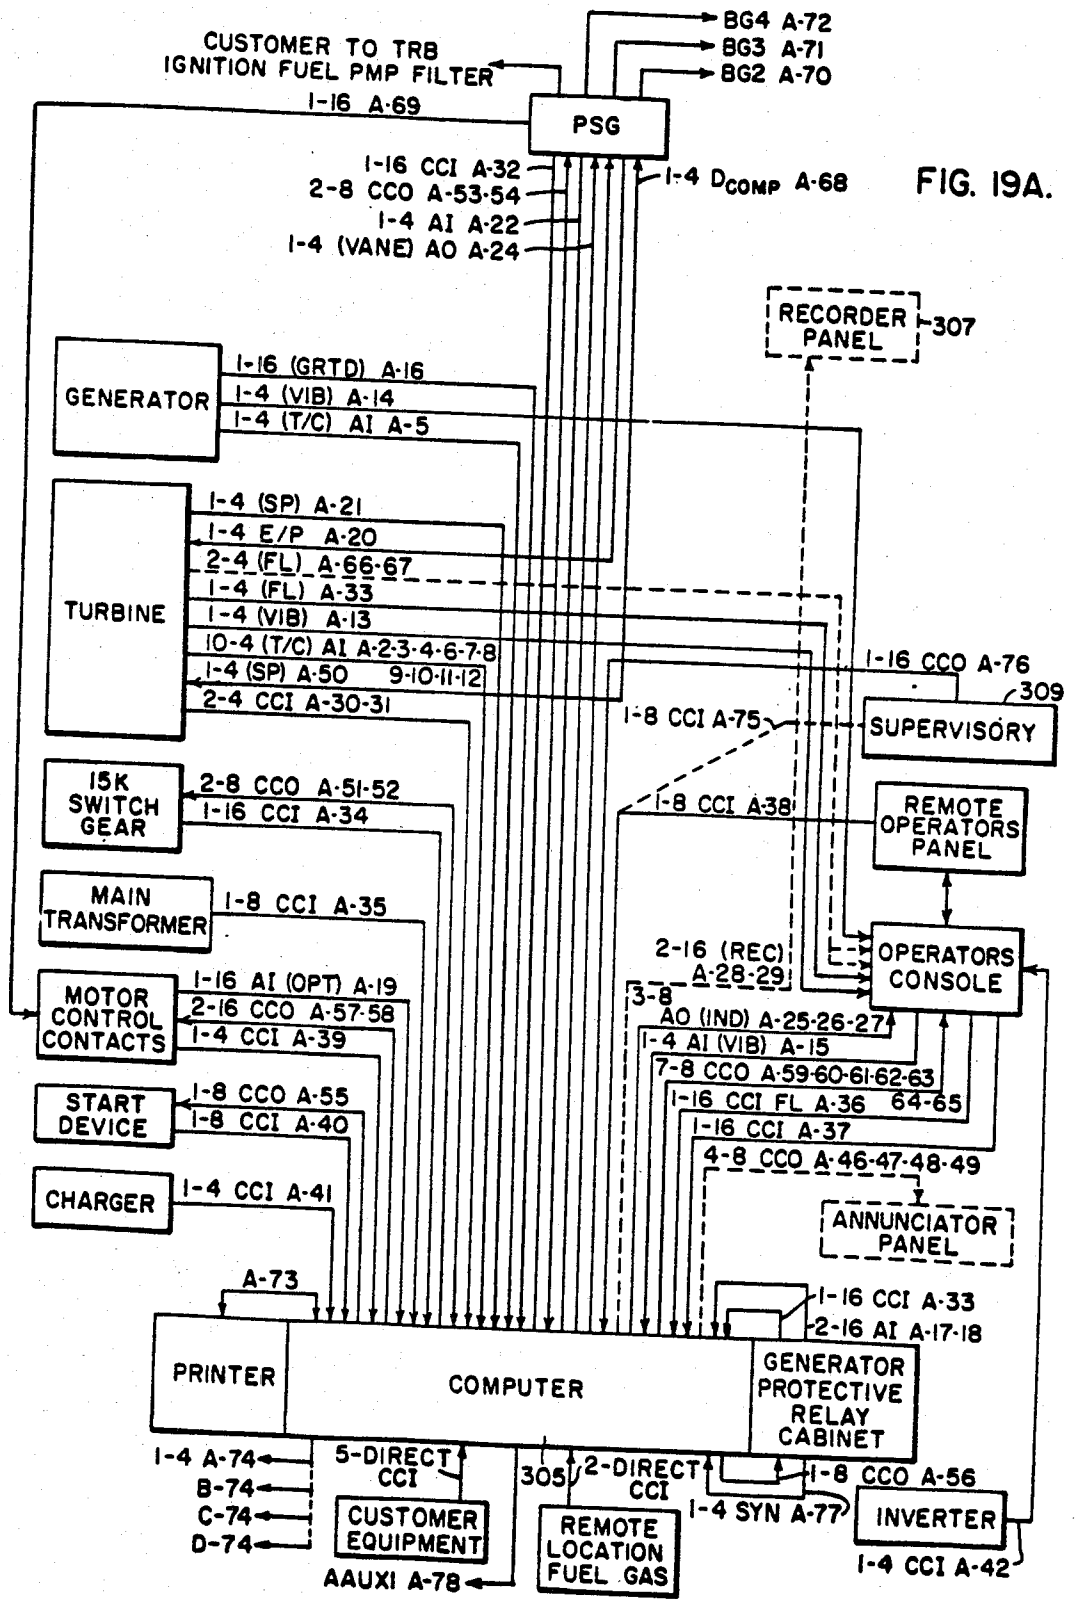 BG4 A-72
BG3 A-71
BG2 A-70
CUSTOMER TO TRB
IGNITION FUEL PMP FILTER
1-16 A-69
PSG
1-16 CCI A-32
2-8 CCO A-53-54
1-4 AI A-22
1-4 (VANE) AO A-24
1-4 DCOMP A-68
FIG. 19A.
RECORDER
PANEL
307
GENERATOR
1-16 (GRTD) A-16
1-4 (VIB) A-14
1-4 (T/C) AI A-5
TURBINE
1-4 (SP) A-21
1-4 E/P A-20
2-4 (FL) A-66-67
1-4 (FL) A-33
1-4 (VIB) A-13
10-4 (T/C) AI A-2-3-4-6-7-8
9-10-11-12
1-4 (SP) A-50
2-4 CCI A-30-31
1-16 CCO A-76
309
SUPERVISORY
1-8 CCI A-75
15K
SWITCH
GEAR
2-8 CCO A-51-52
1-16 CCI A-34
1-8 CCI A-38
REMOTE
OPERATORS
PANEL
MAIN
TRANSFORMER
1-8 CCI A-35
OPERATORS
CONSOLE
MOTOR
CONTROL
CONTACTS
1-16 AI (OPT) A-19
2-16 CCO A-57-58
1-4 CCI A-39
2-16 (REC)
A-28-29
3-8
AO (IND) A-25-26-27
1-4 AI (VIB) A-15
7-8 CCO A-59-60-61-62-63
64-65
1-16 CCI FL A-36
1-16 CCI A-37
4-8 CCO A-46-47-48-49
START
DEVICE
1-8 CCO A-55
1-8 CCI A-40
CHARGER
1-4 CCI A-41
ANNUNCIATOR
PANEL
A-73
1-16 CCI A-33
2-16 AI A-17-18
PRINTER
COMPUTER
GENERATOR
PROTECTIVE
RELAY
CABINET
1-4 A-74
B-74
C-74
D-74
5-DIRECT
CCI
305
2-DIRECT
CCI
1-8 CCO A-56
1-4 SYN A-77
CUSTOMER
EQUIPMENT
REMOTE
LOCATION
FUEL GAS
INVERTER
1-4 CCI A-42
AAUX1 A-78